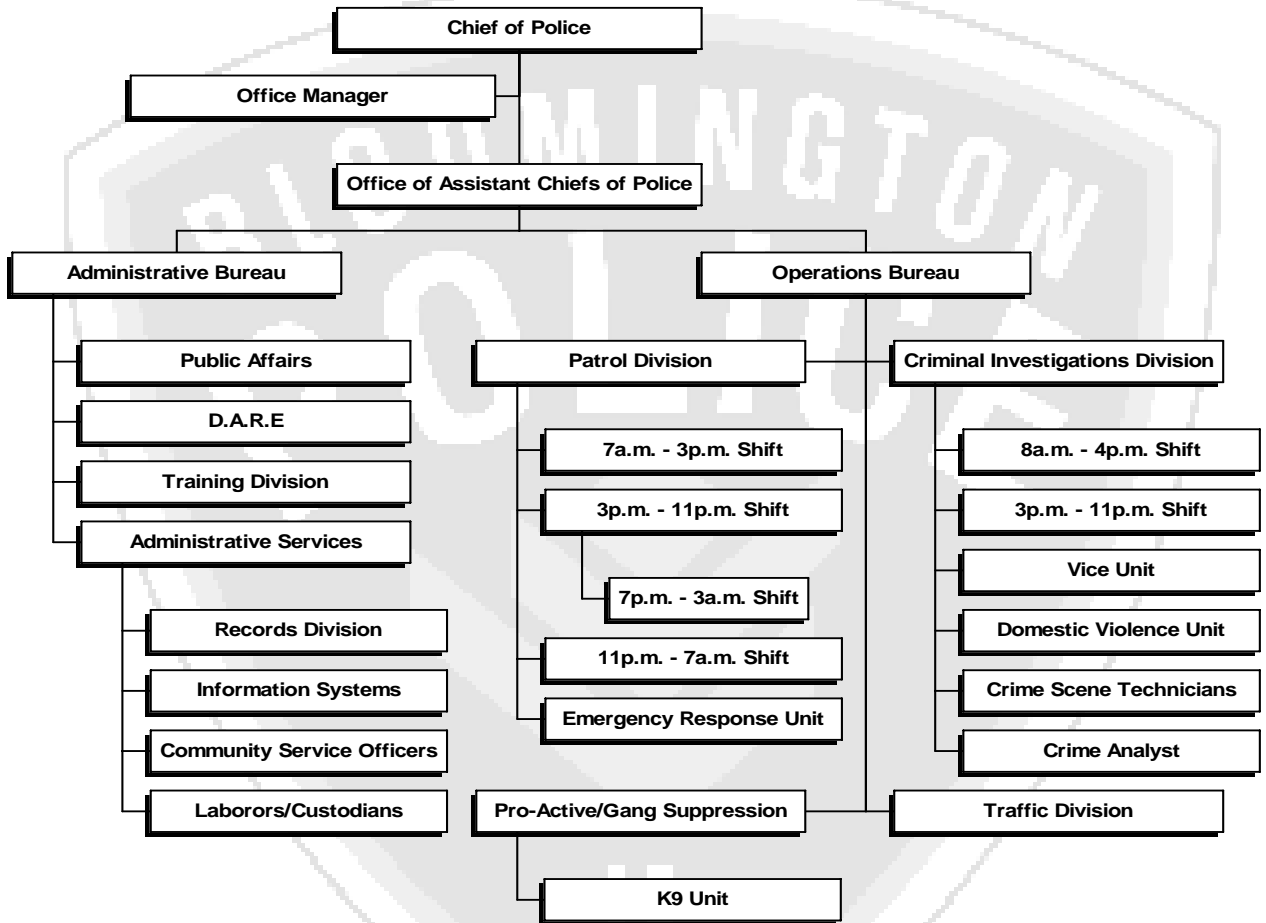 Chief of Police
Office Manager
Office of Assistant Chiefs of Police
Administrative Bureau
Operations Bureau
Public Affairs
D.A.R.E
Training Division
Administrative Services
Records Division
Information Systems
Community Service Officers
Laborors/Custodians
Patrol Division
7a.m. - 3p.m. Shift
3p.m. - 11p.m. Shift
7p.m. - 3a.m. Shift
11p.m. - 7a.m. Shift
Emergency Response Unit
Criminal Investigations Division
8a.m. - 4p.m. Shift
3p.m. - 11p.m. Shift
Vice Unit
Domestic Violence Unit
Crime Scene Technicians
Crime Analyst
Pro-Active/Gang Suppression
K9 Unit
Traffic Division
BLOOMINGTON
POLICE